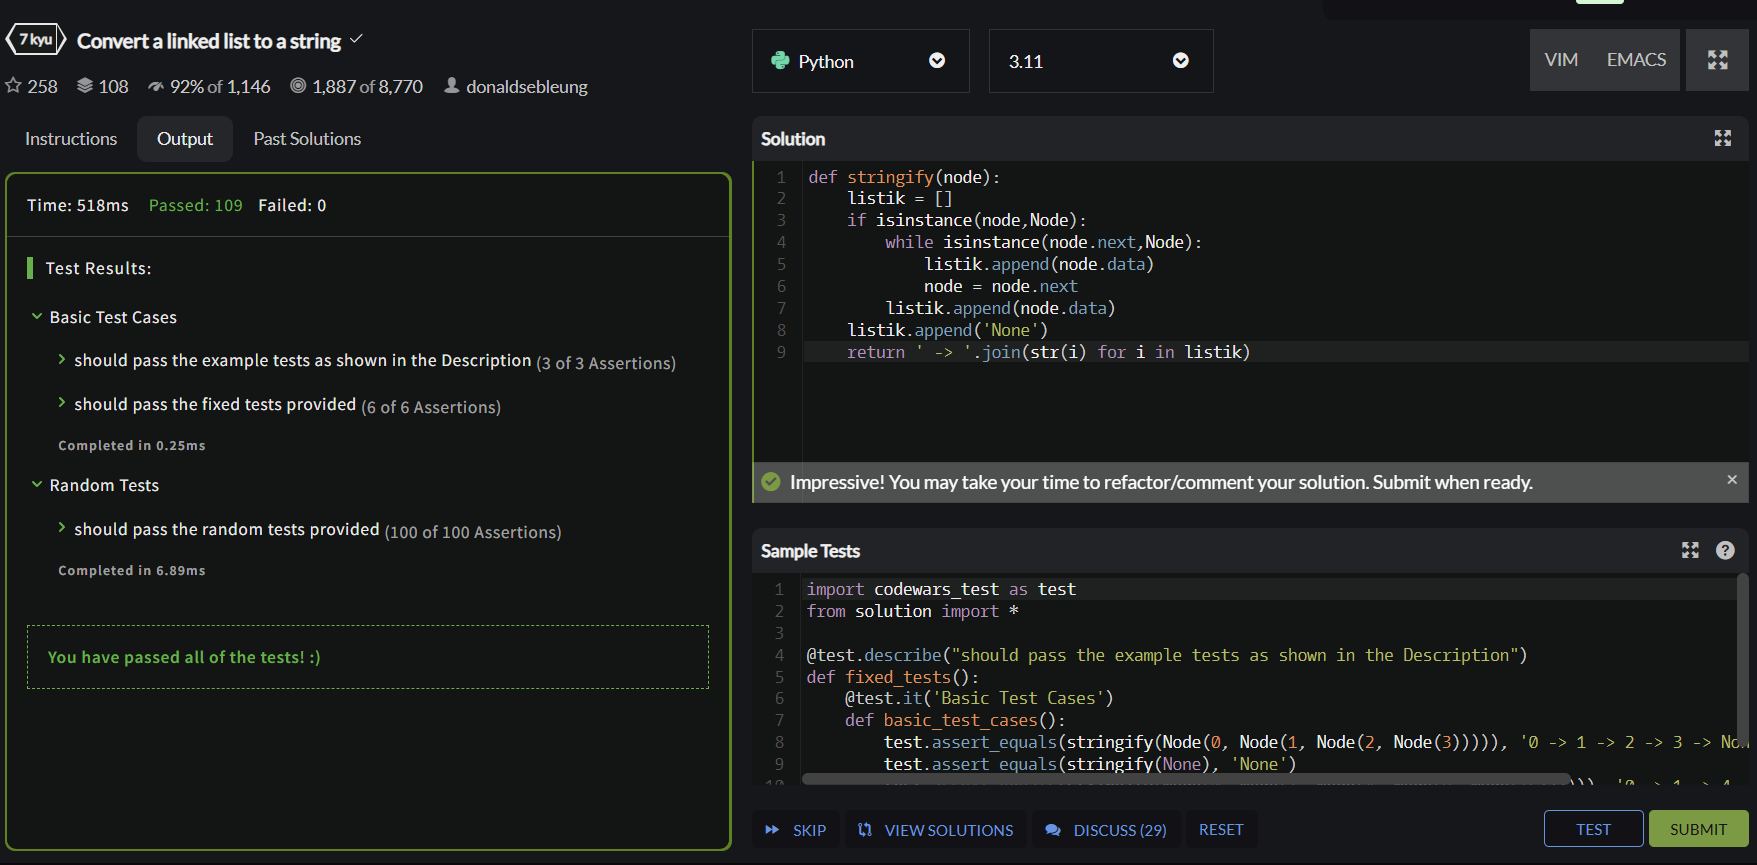 7 kyu Convert a linked list to a string
258 108 92% of 1,146 1,887 of 8,770 donaldsebleung
Instructions Output Past Solutions
Time: 518ms Passed: 109 Failed: 0
Test Results:
Basic Test Cases
should pass the example tests as shown in the Description (3 of 3 Assertions)
should pass the fixed tests provided (6 of 6 Assertions)
Completed in 0.25ms
Random Tests
should pass the random tests provided (100 of 100 Assertions)
Completed in 6.89ms
You have passed all of the tests! :)
Python 3.11 VIM EMACS
Solution
1 def stringify(node):
2     listik = []
3     if isinstance(node,Node):
4         while isinstance(node.next,Node):
5             listik.append(node.data)
6             node = node.next
7         listik.append(node.data)
8     listik.append('None')
9     return ' -> '.join(str(i) for i in listik)
Impressive! You may take your time to refactor/comment your solution. Submit when ready.
Sample Tests
1 import codewars_test as test
2 from solution import *
3
4 @test.describe("should pass the example tests as shown in the Description")
5 def fixed_tests():
6     @test.it('Basic Test Cases')
7     def basic_test_cases():
8         test.assert_equals(stringify(Node(0, Node(1, Node(2, Node(3))))), '0 -> 1 -> 2 -> 3 -> No
9         test.assert_equals(stringify(None), 'None')
SKIP VIEW SOLUTIONS DISCUSS (29) RESET TEST SUBMIT